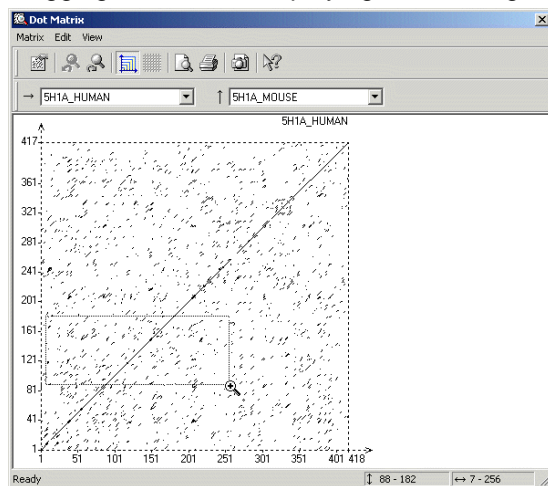 Dot Matrix
Matrix Edit View
→ 5H1A_HUMAN ↑ 5H1A_MOUSE
5H1A_HUMAN
417
361
321
281
241
201
161
121
81
41
1
1 51 101 151 201 251 301 351 401 418
Ready 88 - 182 7 - 256